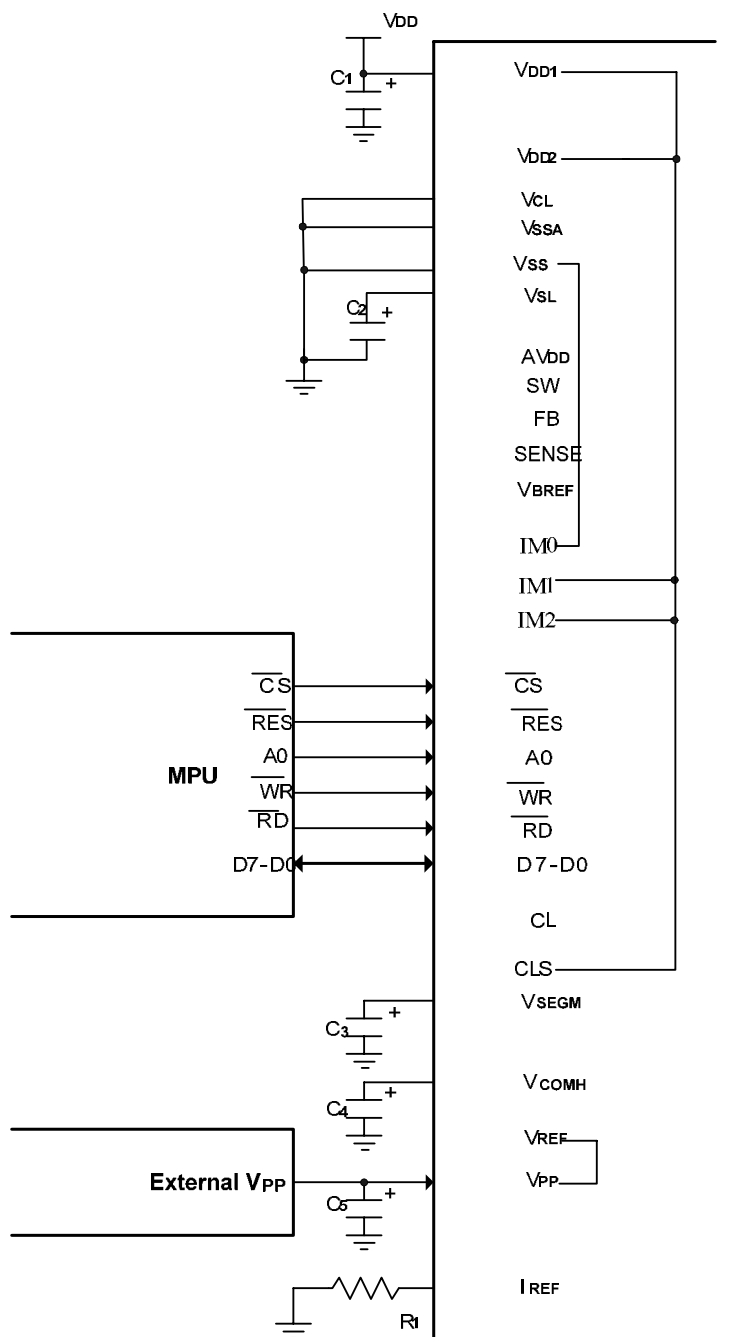 VDD
C1 +
VDD1
VDD2
VCL
VSSA
VSS
VSL
C2 +
AVDD
SW
FB
SENSE
VBREF
IM0
IM1
IM2
MPU
CS CS
RES RES
A0 A0
WR WR
RD RD
D7-D0 D7-D0
CL
CLS
VSEGM
C3 +
VCOMH
C4 +
VREF
External VPP VPP
C5 +
IREF
R1